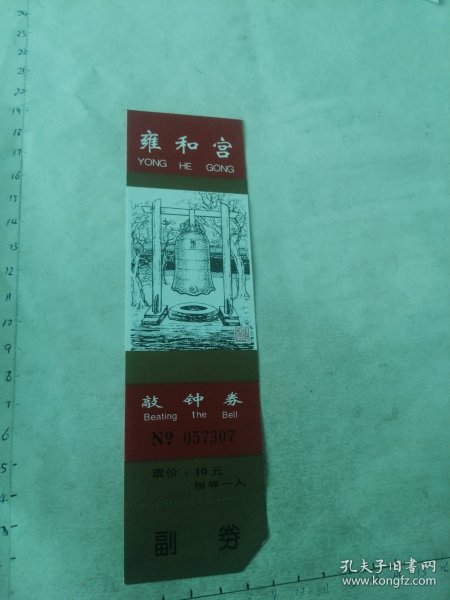 雍和宫
YONG HE GONG
敲钟券
Beating the Bell
No 057307
票价：10元
每券一人
副券
孔夫子旧书网
www.kongfz.com